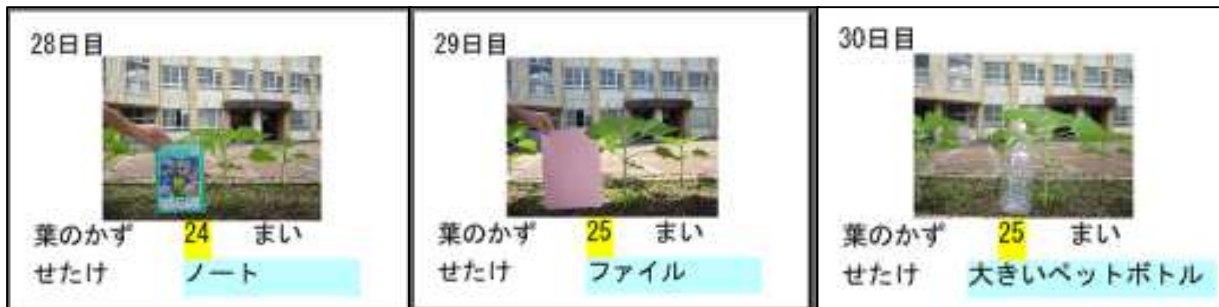 28日目
葉のかず 24 まい
せたけ ノート
29日目
葉のかず 25 まい
せたけ ファイル
30日目
葉のかず 25 まい
せたけ 大きいペットボトル